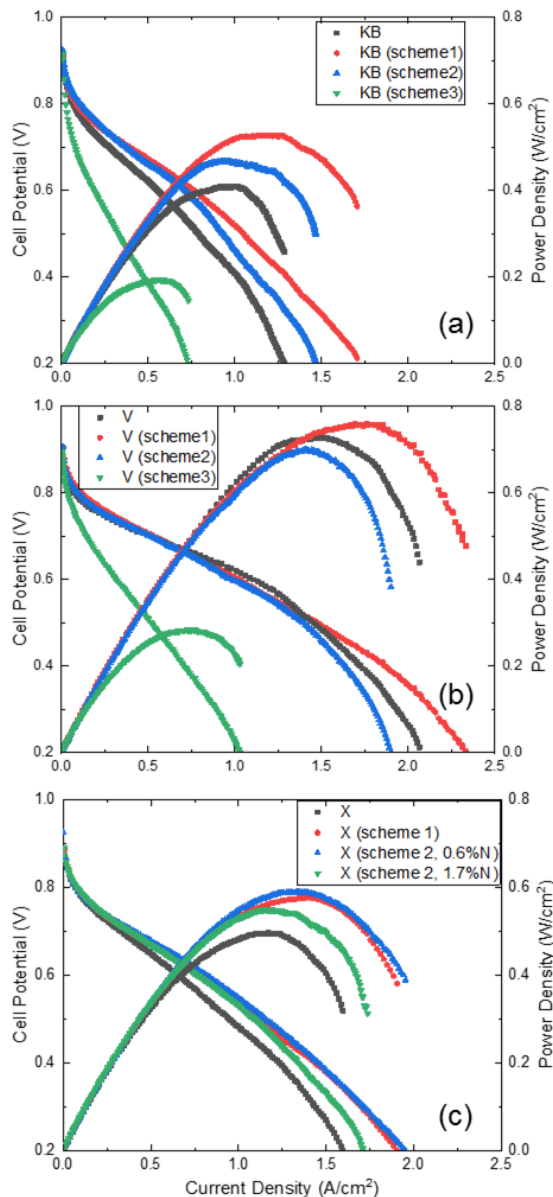 1.0
0.8
0.6
0.4
0.2
Cell Potential (V)
KB
KB (scheme1)
KB (scheme2)
KB (scheme3)
(a)
0.8
0.6
0.4
0.2
0.0
Power Density (W/cm²)
0.0 0.5 1.0 1.5 2.0 2.5
1.0
0.8
0.6
0.4
0.2
Cell Potential (V)
V
V (scheme1)
V (scheme2)
V (scheme3)
(b)
0.8
0.6
0.4
0.2
0.0
Power Density (W/cm²)
0.0 0.5 1.0 1.5 2.0 2.5
1.0
0.8
0.6
0.4
0.2
Cell Potential (V)
X
X (scheme 1)
X (scheme 2, 0.6%N)
X (scheme 2, 1.7%N)
(c)
0.8
0.6
0.4
0.2
0.0
Power Density (W/cm²)
0.0 0.5 1.0 1.5 2.0 2.5
Current Density (A/cm²)